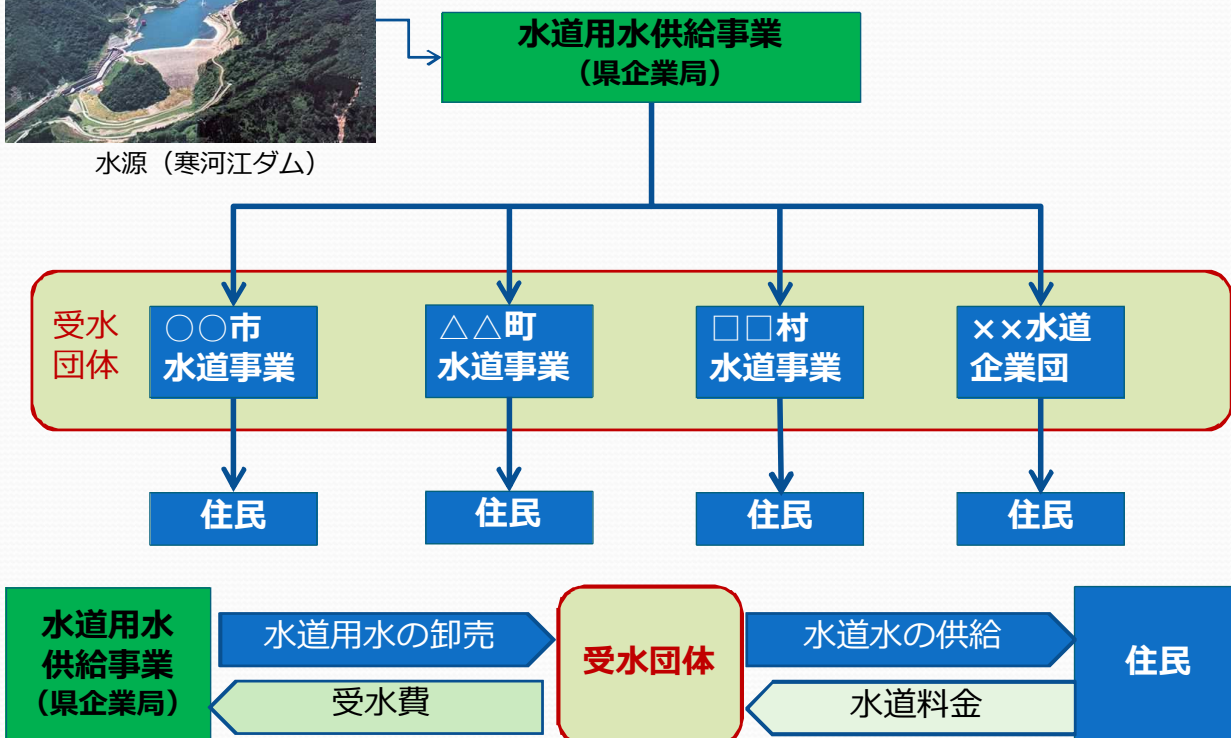 水道用水供給事業
（県企業局）
水源（寒河江ダム）
受水
団体
○○市
水道事業
△△町
水道事業
□□村
水道事業
××水道
企業団
住民
住民
住民
住民
水道用水
供給事業
（県企業局）
水道用水の卸売
受水費
受水団体
水道水の供給
水道料金
住民